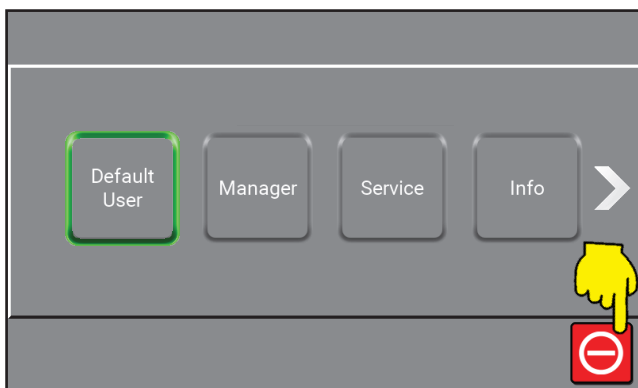 Default
User
Manager
Service
Info